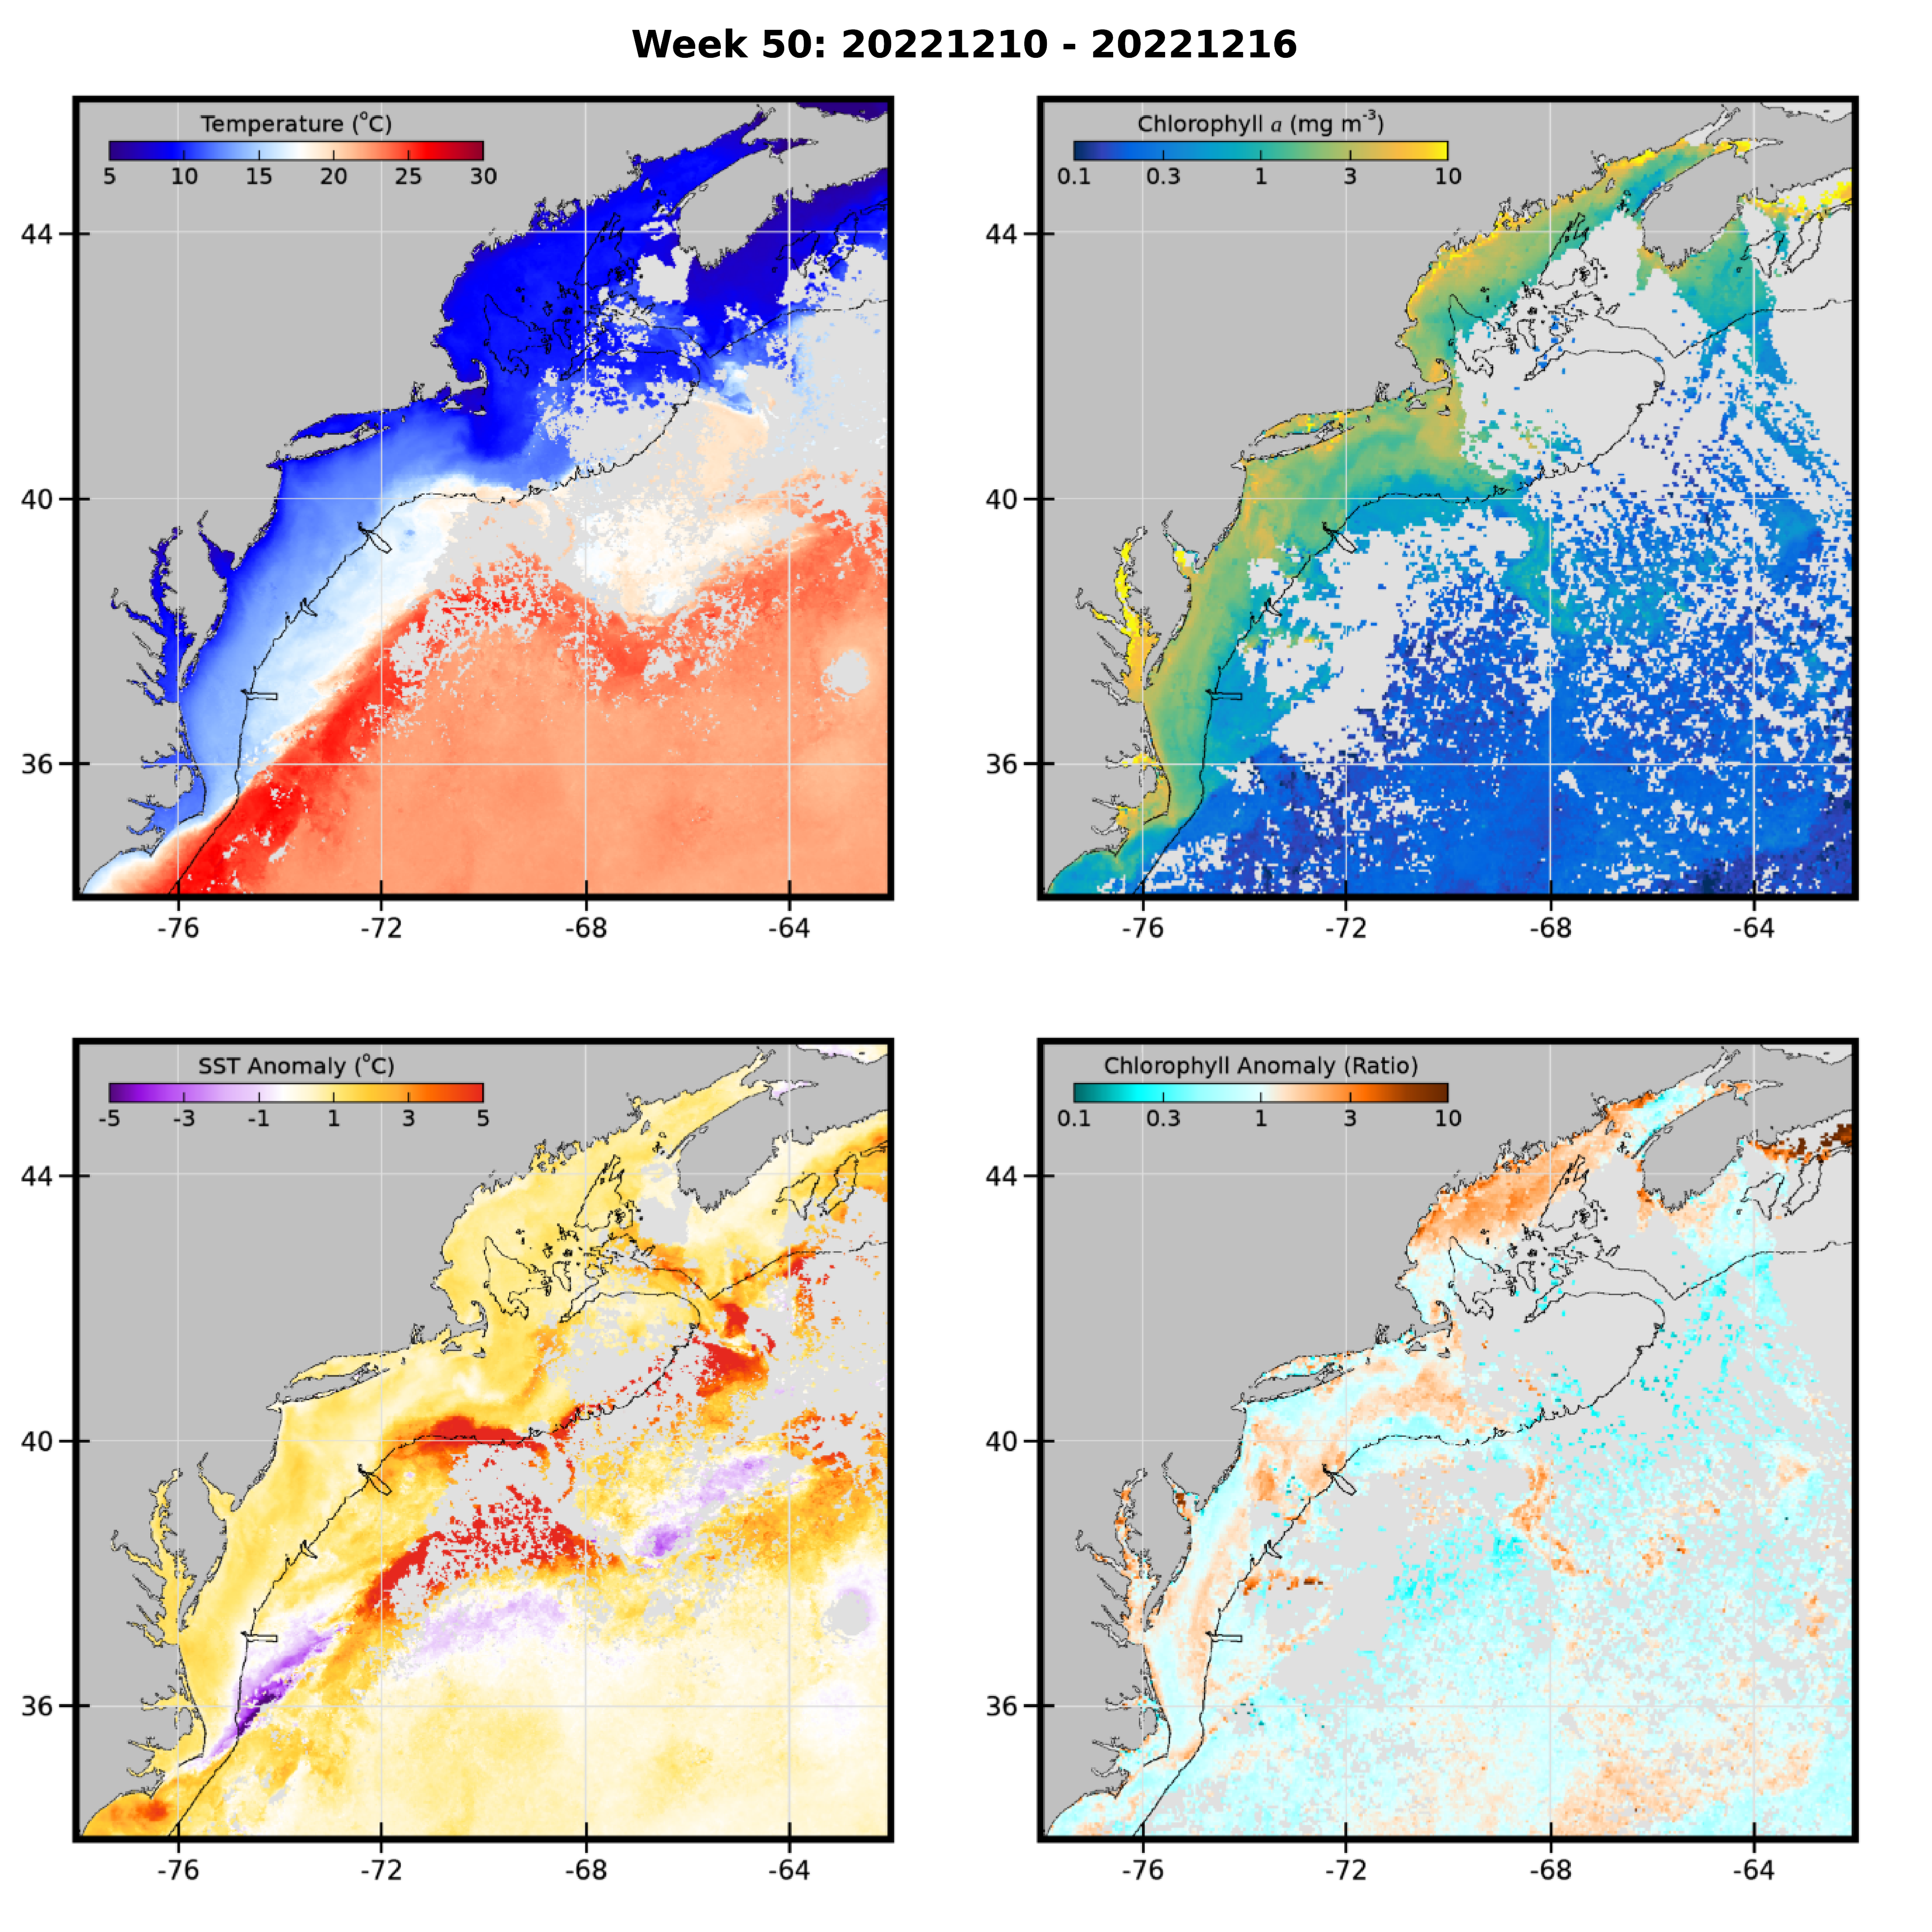 Week 50: 20221210 - 20221216
Temperature (°C)
5 10 15 20 25 30
44
40
36
-76 -72 -68 -64
Chlorophyll a (mg m⁻³)
0.1 0.3 1 3 10
44
40
36
-76 -72 -68 -64
SST Anomaly (°C)
-5 -3 -1 1 3 5
44
40
36
-76 -72 -68 -64
Chlorophyll Anomaly (Ratio)
0.1 0.3 1 3 10
44
40
36
-76 -72 -68 -64